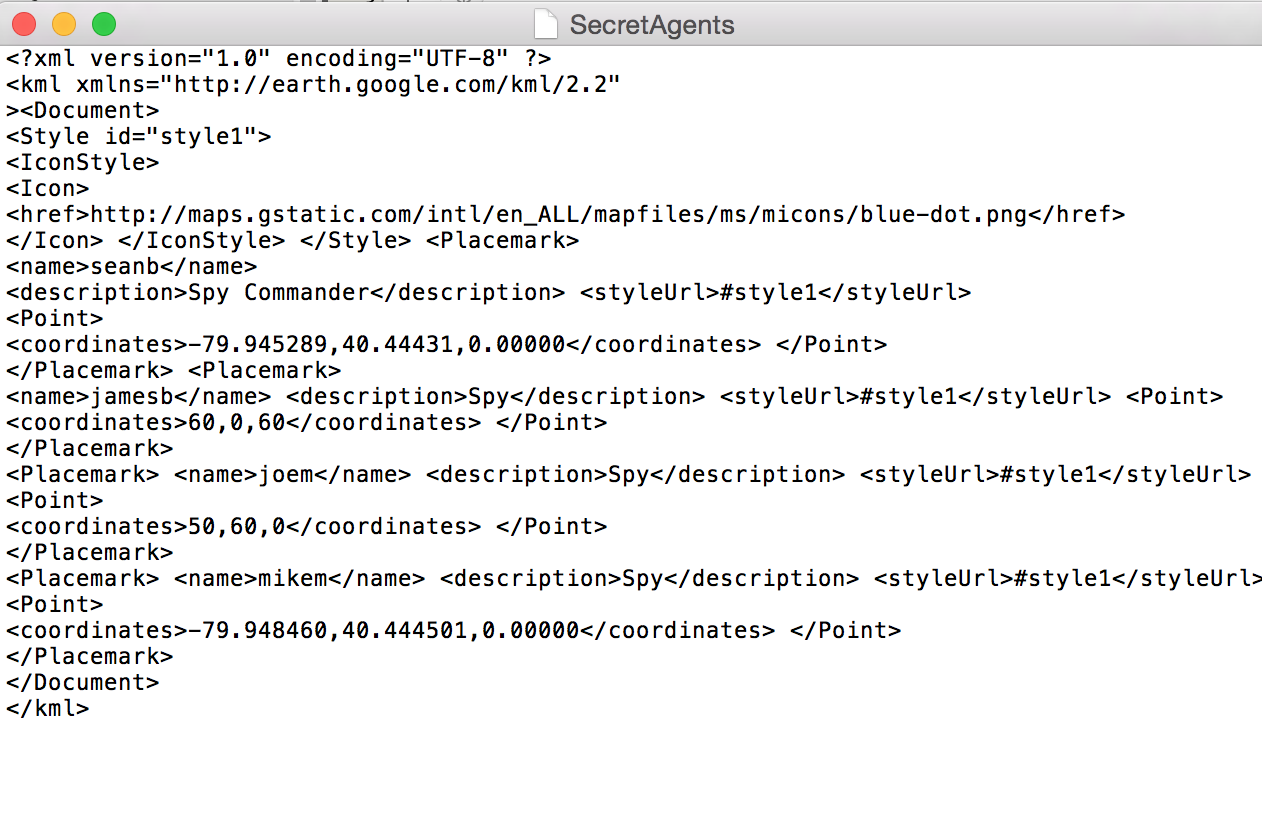 SecretAgents
<?xml version="1.0" encoding="UTF-8" ?>
<kml xmlns="http://earth.google.com/kml/2.2"
><Document>
<Style id="style1">
<IconStyle>
<Icon>
<href>http://maps.gstatic.com/intl/en_ALL/mapfiles/ms/micons/blue-dot.png</href>
</Icon> </IconStyle> </Style> <Placemark>
<name>seanb</name>
<description>Spy Commander</description> <styleUrl>#style1</styleUrl>
<Point>
<coordinates>-79.945289,40.44431,0.00000</coordinates> </Point>
</Placemark> <Placemark>
<name>jamesb</name> <description>Spy</description> <styleUrl>#style1</styleUrl> <Point>
<coordinates>60,0,60</coordinates> </Point>
</Placemark>
<Placemark> <name>joem</name> <description>Spy</description> <styleUrl>#style1</styleUrl>
<Point>
<coordinates>50,60,0</coordinates> </Point>
</Placemark>
<Placemark> <name>mikem</name> <description>Spy</description> <styleUrl>#style1</styleUrl>
<Point>
<coordinates>-79.948460,40.444501,0.00000</coordinates> </Point>
</Placemark>
</Document>
</kml>